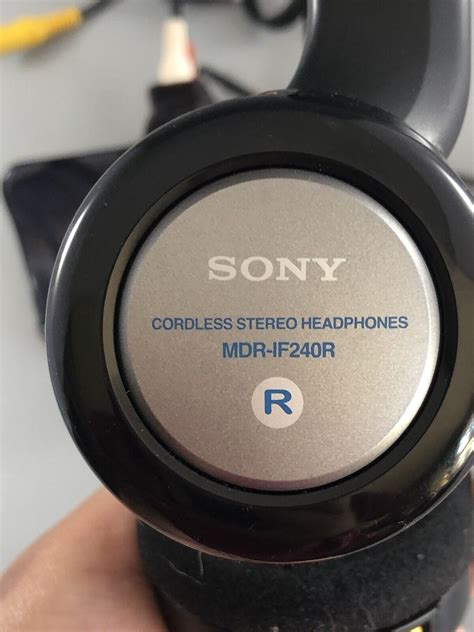 SONY
CORDLESS STEREO HEADPHONES
MDR-IF240R
R